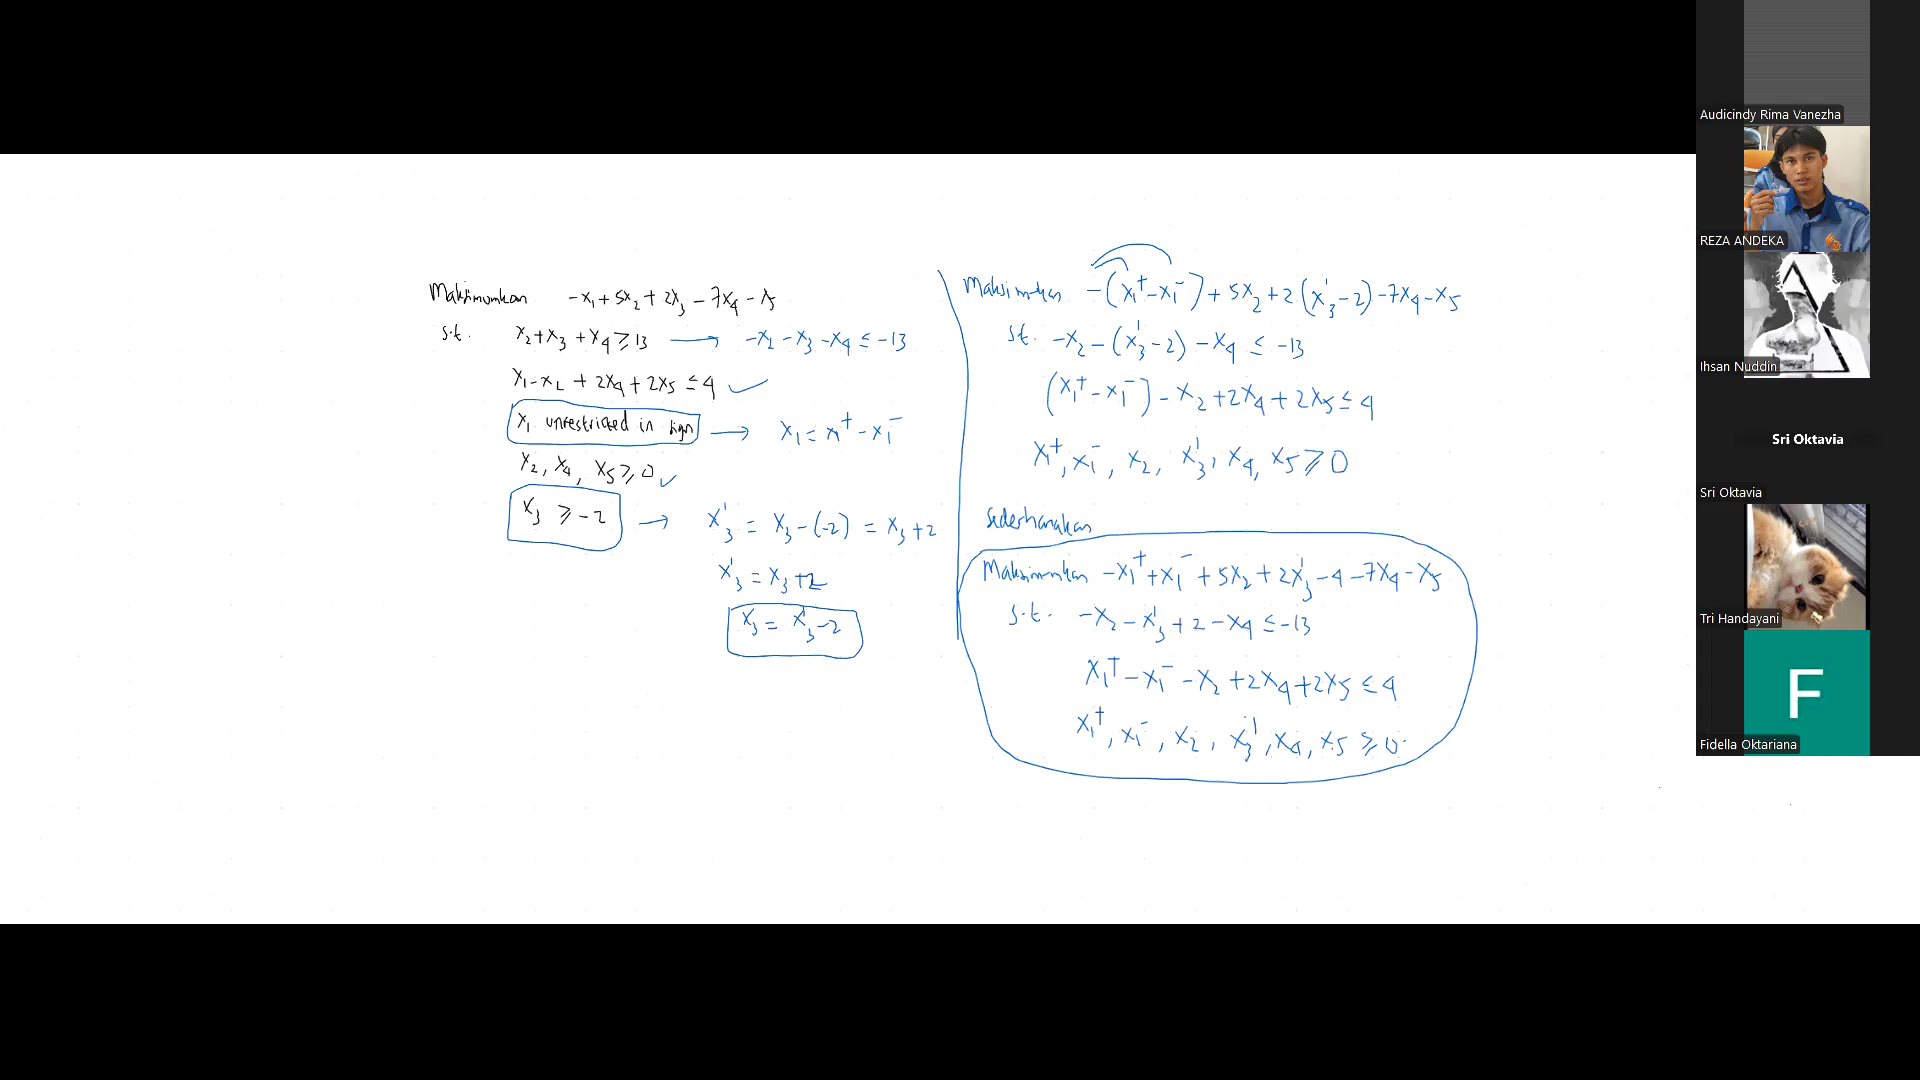 Maksimumkan -x₁ + 5x₂ + 2x₃ - 7x₄ - x₅
s.t. x₂ + x₃ + x₄ ≥ 13 → -x₂ - x₃ - x₄ ≤ -13
x₁ - x₂ + 2x₄ + 2x₅ ≤ 4 ✓
x₁ unrestricted in sign → x₁ = x₁⁺ - x₁⁻
x₂, x₄, x₅ ≥ 0 ✓
x₃ ≥ -2 → x₃' = x₃ - (-2) = x₃ + 2
x₃' = x₃ + 2
x₃ = x₃' - 2
Maksimumkan -(x₁⁺ - x₁⁻) + 5x₂ + 2(x₃' - 2) - 7x₄ - x₅
s.t. -x₂ - (x₃' - 2) - x₄ ≤ -13
(x₁⁺ - x₁⁻) - x₂ + 2x₄ + 2x₅ ≤ 4
x₁⁺, x₁⁻, x₂, x₃', x₄, x₅ ≥ 0
sederhanakan
Maksimumkan -x₁⁺ + x₁⁻ + 5x₂ + 2x₃' - 4 - 7x₄ - x₅
s.t. -x₂ - x₃' + 2 - x₄ ≤ -13
x₁⁺ - x₁⁻ - x₂ + 2x₄ + 2x₅ ≤ 4
x₁⁺, x₁⁻, x₂, x₃', x₄, x₅ ≥ 0
Audicindy Rima Vanezha
REZA ANDEKA
Ihsan Nuddin
Sri Oktavia
Sri Oktavia
Tri Handayani
F
Fidella Oktariana